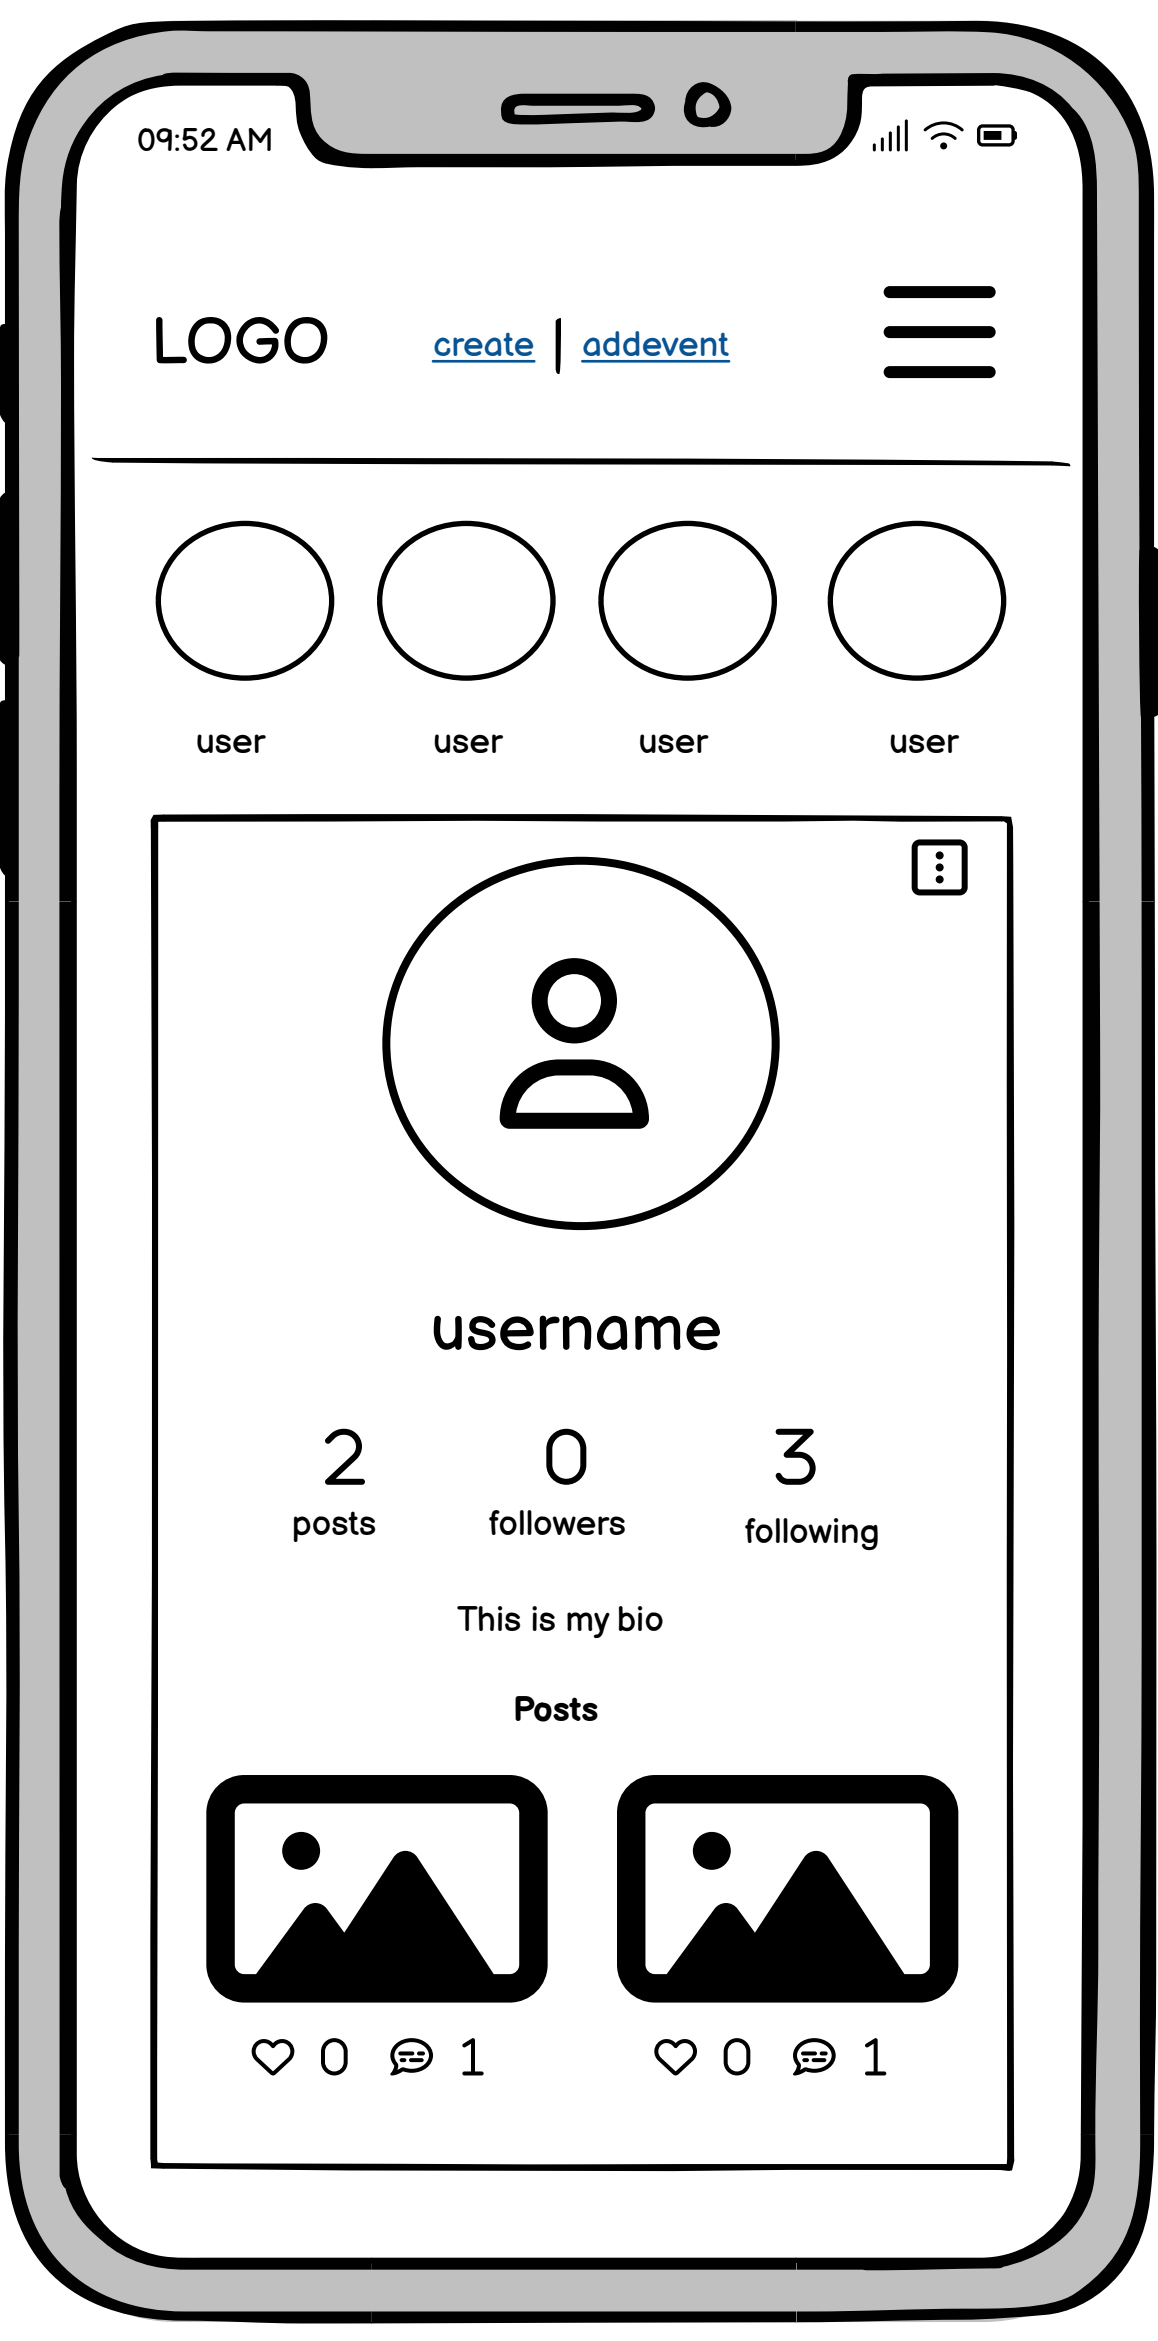 09:52 AM
LOGO create | addevent
user user user user
username
2 0 3
posts followers following
This is my bio
Posts
0 1 0 1